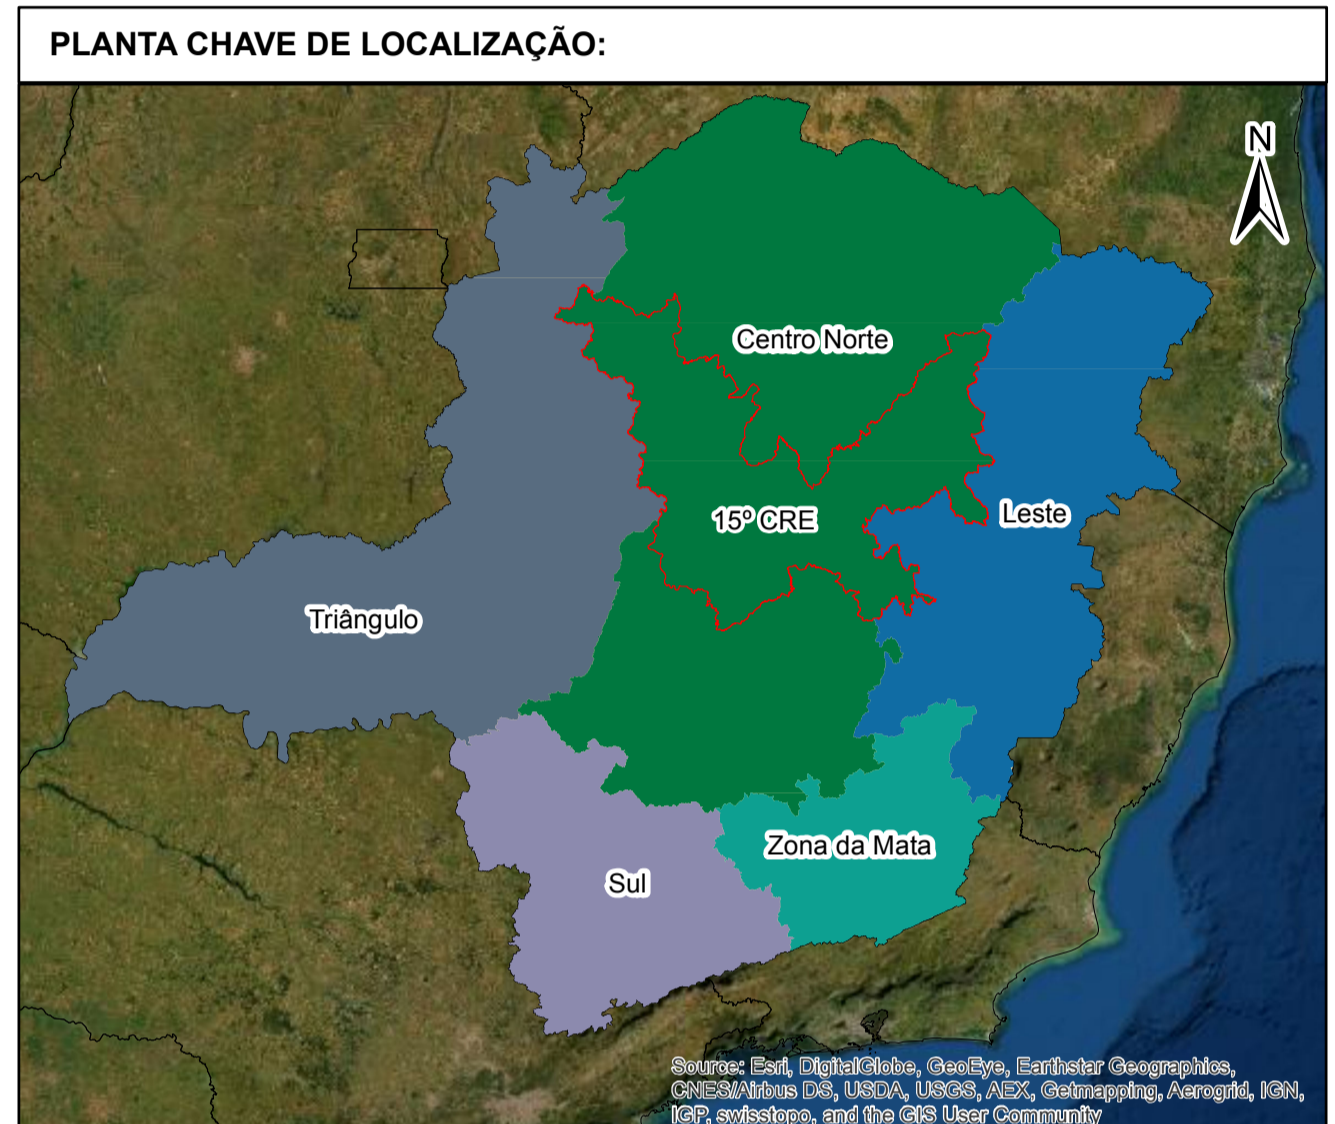 PLANTA CHAVE DE LOCALIZAÇÃO:
N
Centro Norte
15º CRE
Leste
Triângulo
Zona da Mata
Sul
Source: Esri, DigitalGlobe, GeoEye, Earthstar Geographics,
CNES/Airbus DS, USDA, USGS, AEX, Getmapping, Aerogrid, IGN,
IGP, swisstopo, and the GIS User Community